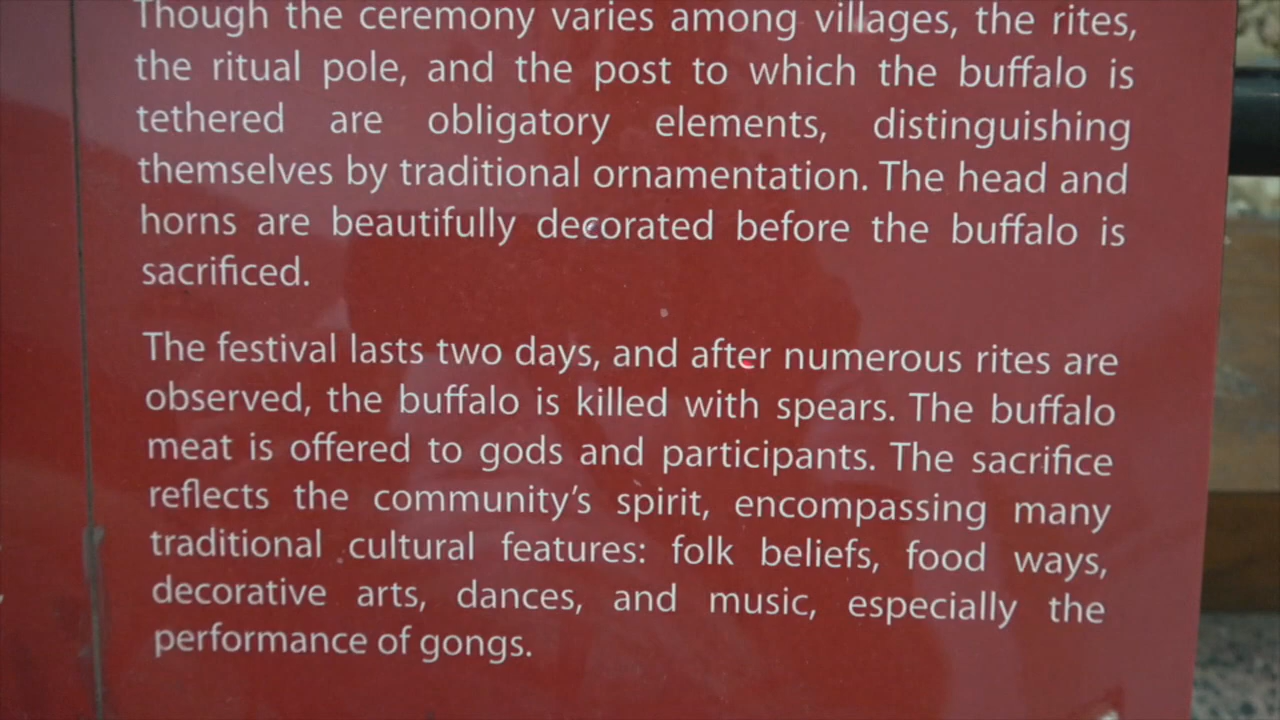 Though the ceremony varies among villages, the rites,
the ritual pole, and the post to which the buffalo is
tethered are obligatory elements, distinguishing
themselves by traditional ornamentation. The head and
horns are beautifully decorated before the buffalo is
sacrificed.
The festival lasts two days, and after numerous rites are
observed, the buffalo is killed with spears. The buffalo
meat is offered to gods and participants. The sacrifice
reflects the community's spirit, encompassing many
traditional cultural features: folk beliefs, food ways,
decorative arts, dances, and music, especially the
performance of gongs.